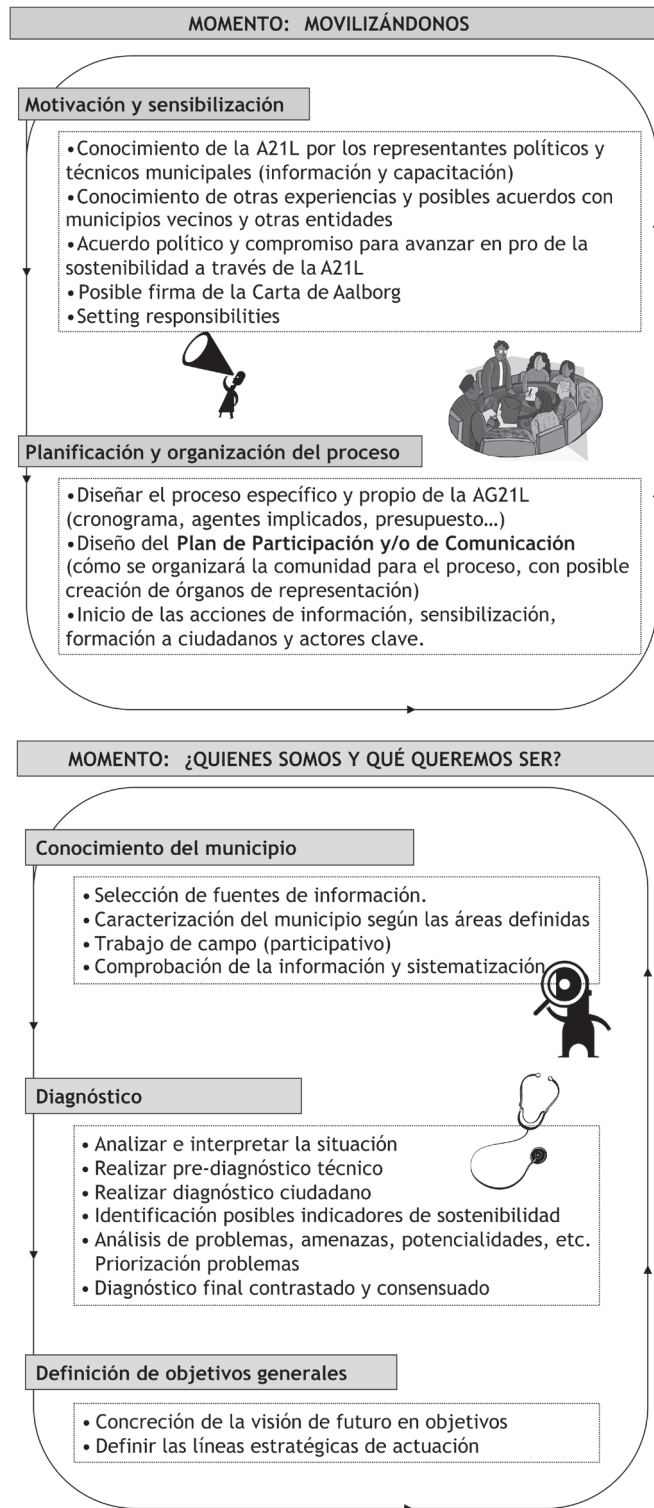 MOMENTO: MOVILIZÁNDONOS
Motivación y sensibilización
•Conocimiento de la A21L por los representantes políticos y
técnicos municipales (información y capacitación)
•Conocimiento de otras experiencias y posibles acuerdos con
municipios vecinos y otras entidades
•Acuerdo político y compromiso para avanzar en pro de la
sostenibilidad a través de la A21L
•Posible firma de la Carta de Aalborg
•Setting responsibilities
Planificación y organización del proceso
•Diseñar el proceso específico y propio de la AG21L
(cronograma, agentes implicados, presupuesto…)
•Diseño del Plan de Participación y/o de Comunicación
(cómo se organizará la comunidad para el proceso, con posible
creación de órganos de representación)
•Inicio de las acciones de información, sensibilización,
formación a ciudadanos y actores clave.
MOMENTO: ¿QUIENES SOMOS Y QUÉ QUEREMOS SER?
Conocimiento del municipio
• Selección de fuentes de información.
• Caracterización del municipio según las áreas definidas
• Trabajo de campo (participativo)
• Comprobación de la información y sistematización
Diagnóstico
• Analizar e interpretar la situación
• Realizar pre-diagnóstico técnico
• Realizar diagnóstico ciudadano
• Identificación posibles indicadores de sostenibilidad
• Análisis de problemas, amenazas, potencialidades, etc.
Priorización problemas
• Diagnóstico final contrastado y consensuado
Definición de objetivos generales
• Concreción de la visión de futuro en objetivos
• Definir las líneas estratégicas de actuación